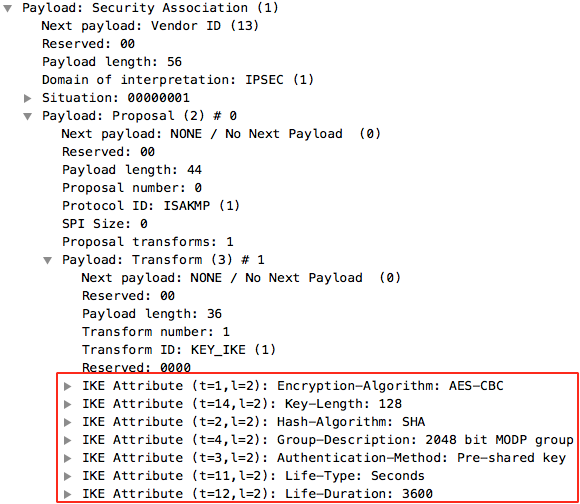 Payload: Security Association (1)
Next payload: Vendor ID (13)
Reserved: 00
Payload length: 56
Domain of interpretation: IPSEC (1)
Situation: 00000001
Payload: Proposal (2) # 0
Next payload: NONE / No Next Payload  (0)
Reserved: 00
Payload length: 44
Proposal number: 0
Protocol ID: ISAKMP (1)
SPI Size: 0
Proposal transforms: 1
Payload: Transform (3) # 1
Next payload: NONE / No Next Payload  (0)
Reserved: 00
Payload length: 36
Transform number: 1
Transform ID: KEY_IKE (1)
Reserved: 0000
IKE Attribute (t=1,l=2): Encryption-Algorithm: AES-CBC
IKE Attribute (t=14,l=2): Key-Length: 128
IKE Attribute (t=2,l=2): Hash-Algorithm: SHA
IKE Attribute (t=4,l=2): Group-Description: 2048 bit MODP group
IKE Attribute (t=3,l=2): Authentication-Method: Pre-shared key
IKE Attribute (t=11,l=2): Life-Type: Seconds
IKE Attribute (t=12,l=2): Life-Duration: 3600